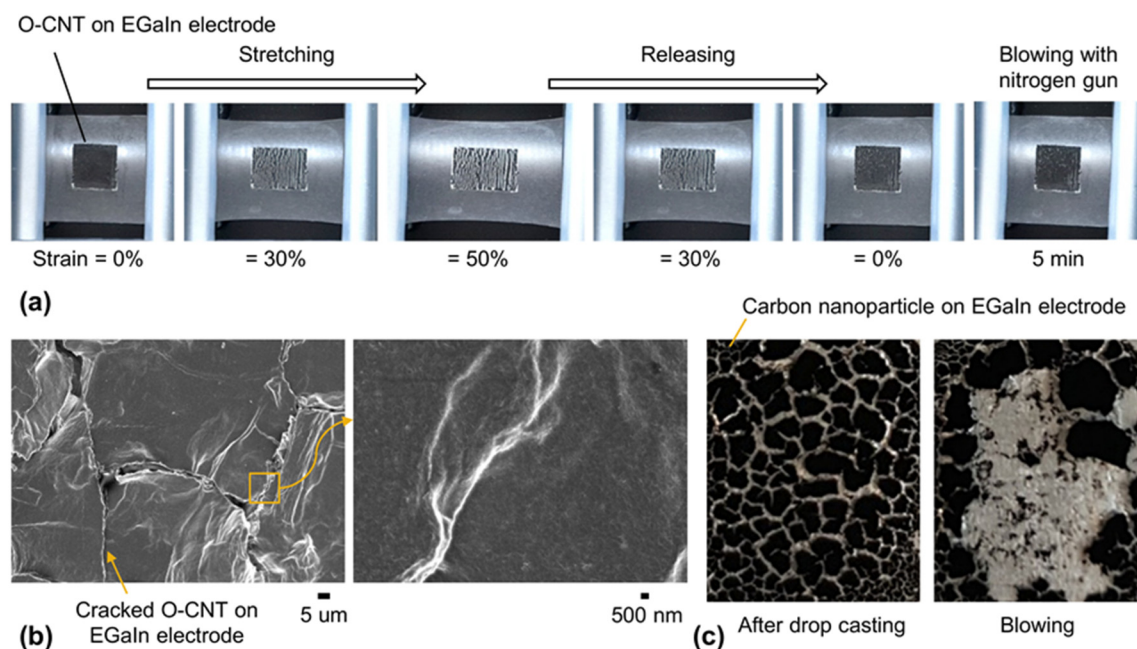 O-CNT on EGaIn electrode
Stretching
Releasing
Blowing with
nitrogen gun
Strain = 0%
= 30%
= 50%
= 30%
= 0%
5 min
(a)
Carbon nanoparticle on EGaIn electrode
Cracked O-CNT on
EGaIn electrode
5 um
500 nm
(b)
After drop casting
Blowing
(c)